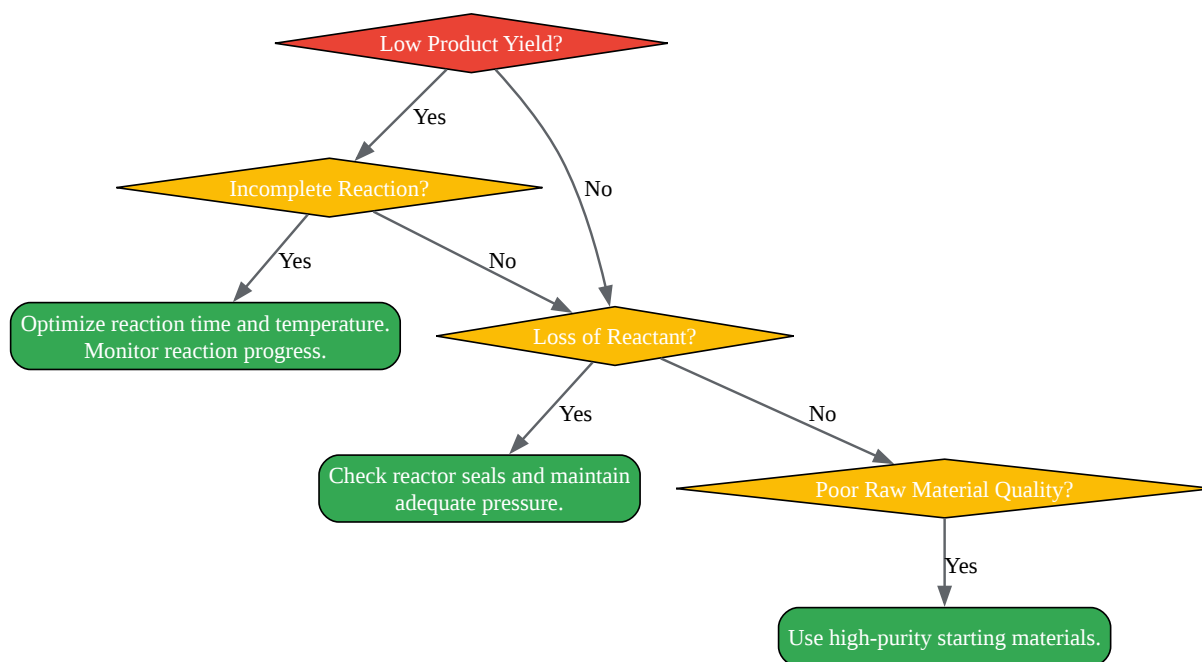 Low Product Yield?
Yes
Incomplete Reaction?
No
Yes
No
Optimize reaction time and temperature.
Monitor reaction progress.
Loss of Reactant?
Yes
No
Check reactor seals and maintain
adequate pressure.
Poor Raw Material Quality?
Yes
Use high-purity starting materials.